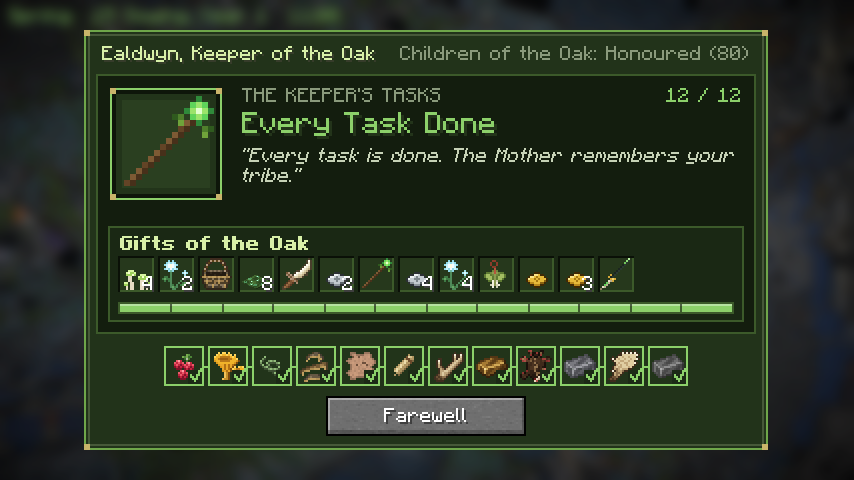 Ealdwyn, Keeper of the Oak
Children of the Oak: Honoured (80)
THE KEEPER'S TASKS
12 / 12
Every Task Done
"Every task is done. The Mother remembers your
tribe."
Gifts of the Oak
2
8
2
4
4
3
Farewell